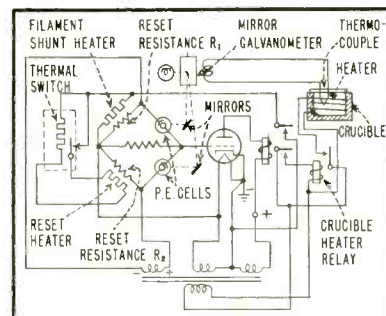 FILAMENT
SHUNT HEATER
THERMAL
SWITCH
RESET
RESISTANCE R₁
MIRROR
GALVANOMETER
THERMO-
COUPLE
HEATER
MIRRORS
CRUCIBLE
P.E. CELLS
RESET
HEATER
RESET
RESISTANCE
R₂
CRUCIBLE
HEATER
RELAY
+
+